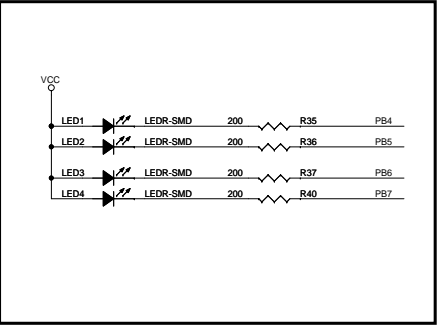 VCC
LED1 LEDR-SMD 200 R35 PB4
LED2 LEDR-SMD 200 R36 PB5
LED3 LEDR-SMD 200 R37 PB6
LED4 LEDR-SMD 200 R40 PB7